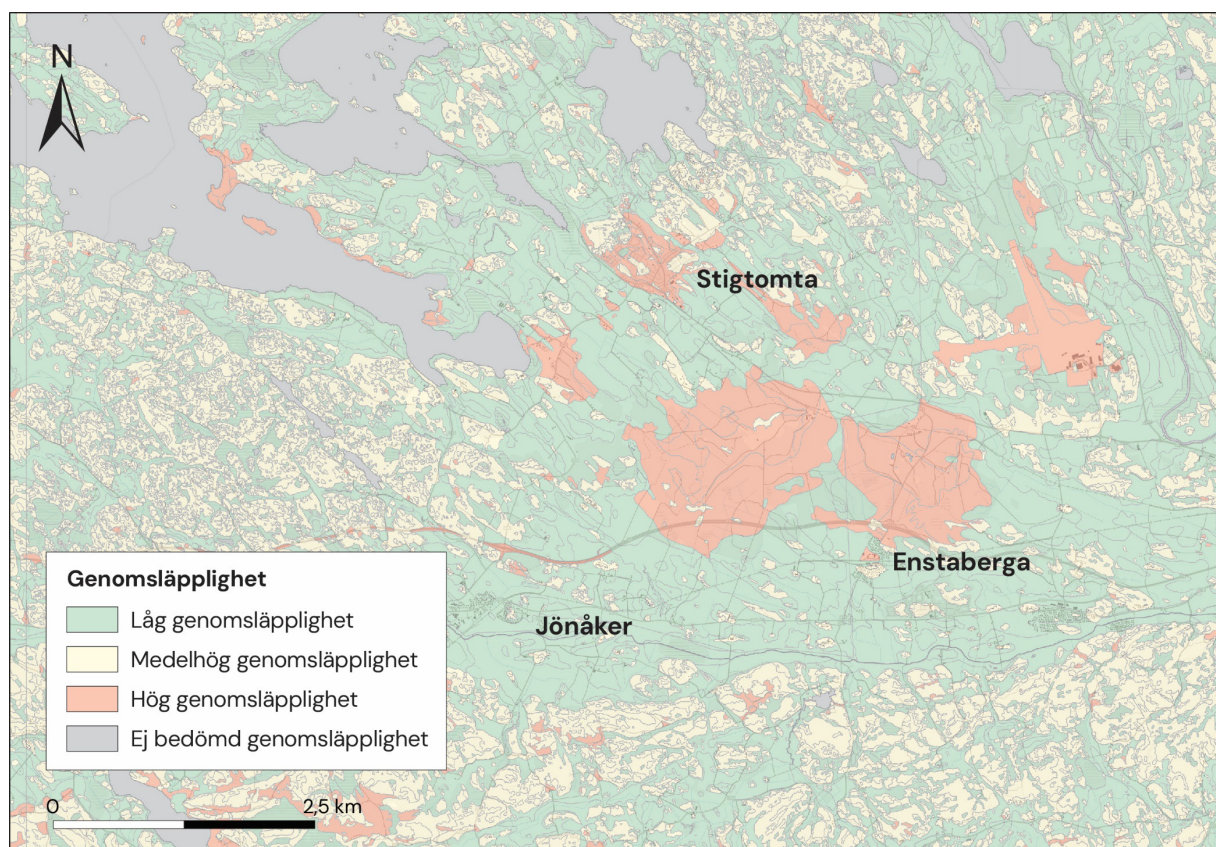 N
Stigtomta
Enstaberga
Jönåker
Genomsläpplighet
Låg genomsläpplighet
Medelhög genomsläpplighet
Hög genomsläpplighet
Ej bedömd genomsläpplighet
0 2,5 km